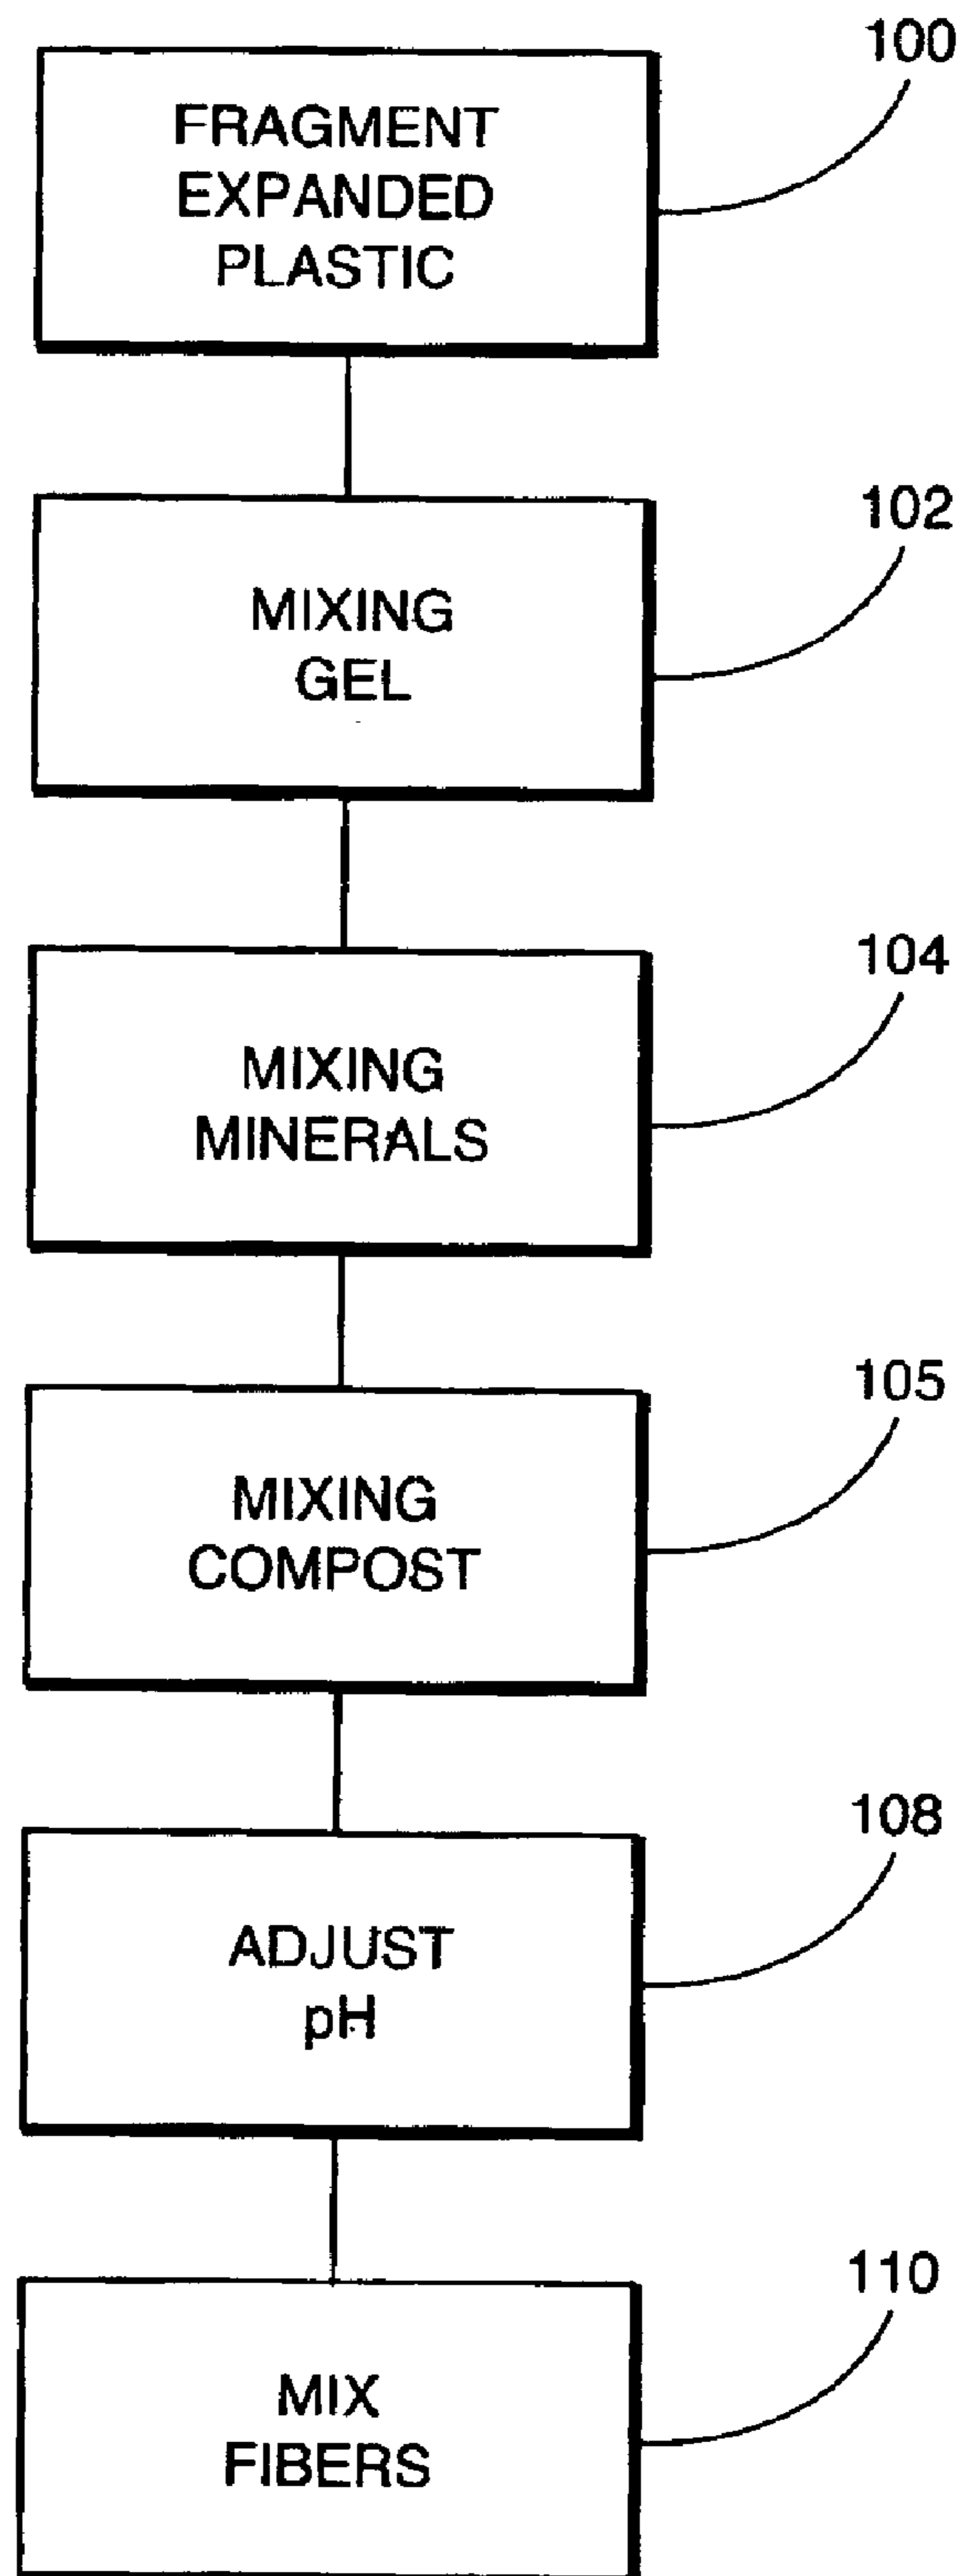 100
FRAGMENT
EXPANDED
PLASTIC
102
MIXING
GEL
104
MIXING
MINERALS
105
MIXING
COMPOST
108
ADJUST
pH
110
MIX
FIBERS